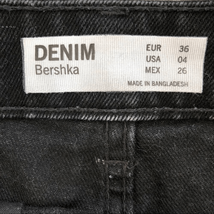 DENIM
Bershka
EUR 36
USA 04
MEX 26
MADE IN BANGLADESH